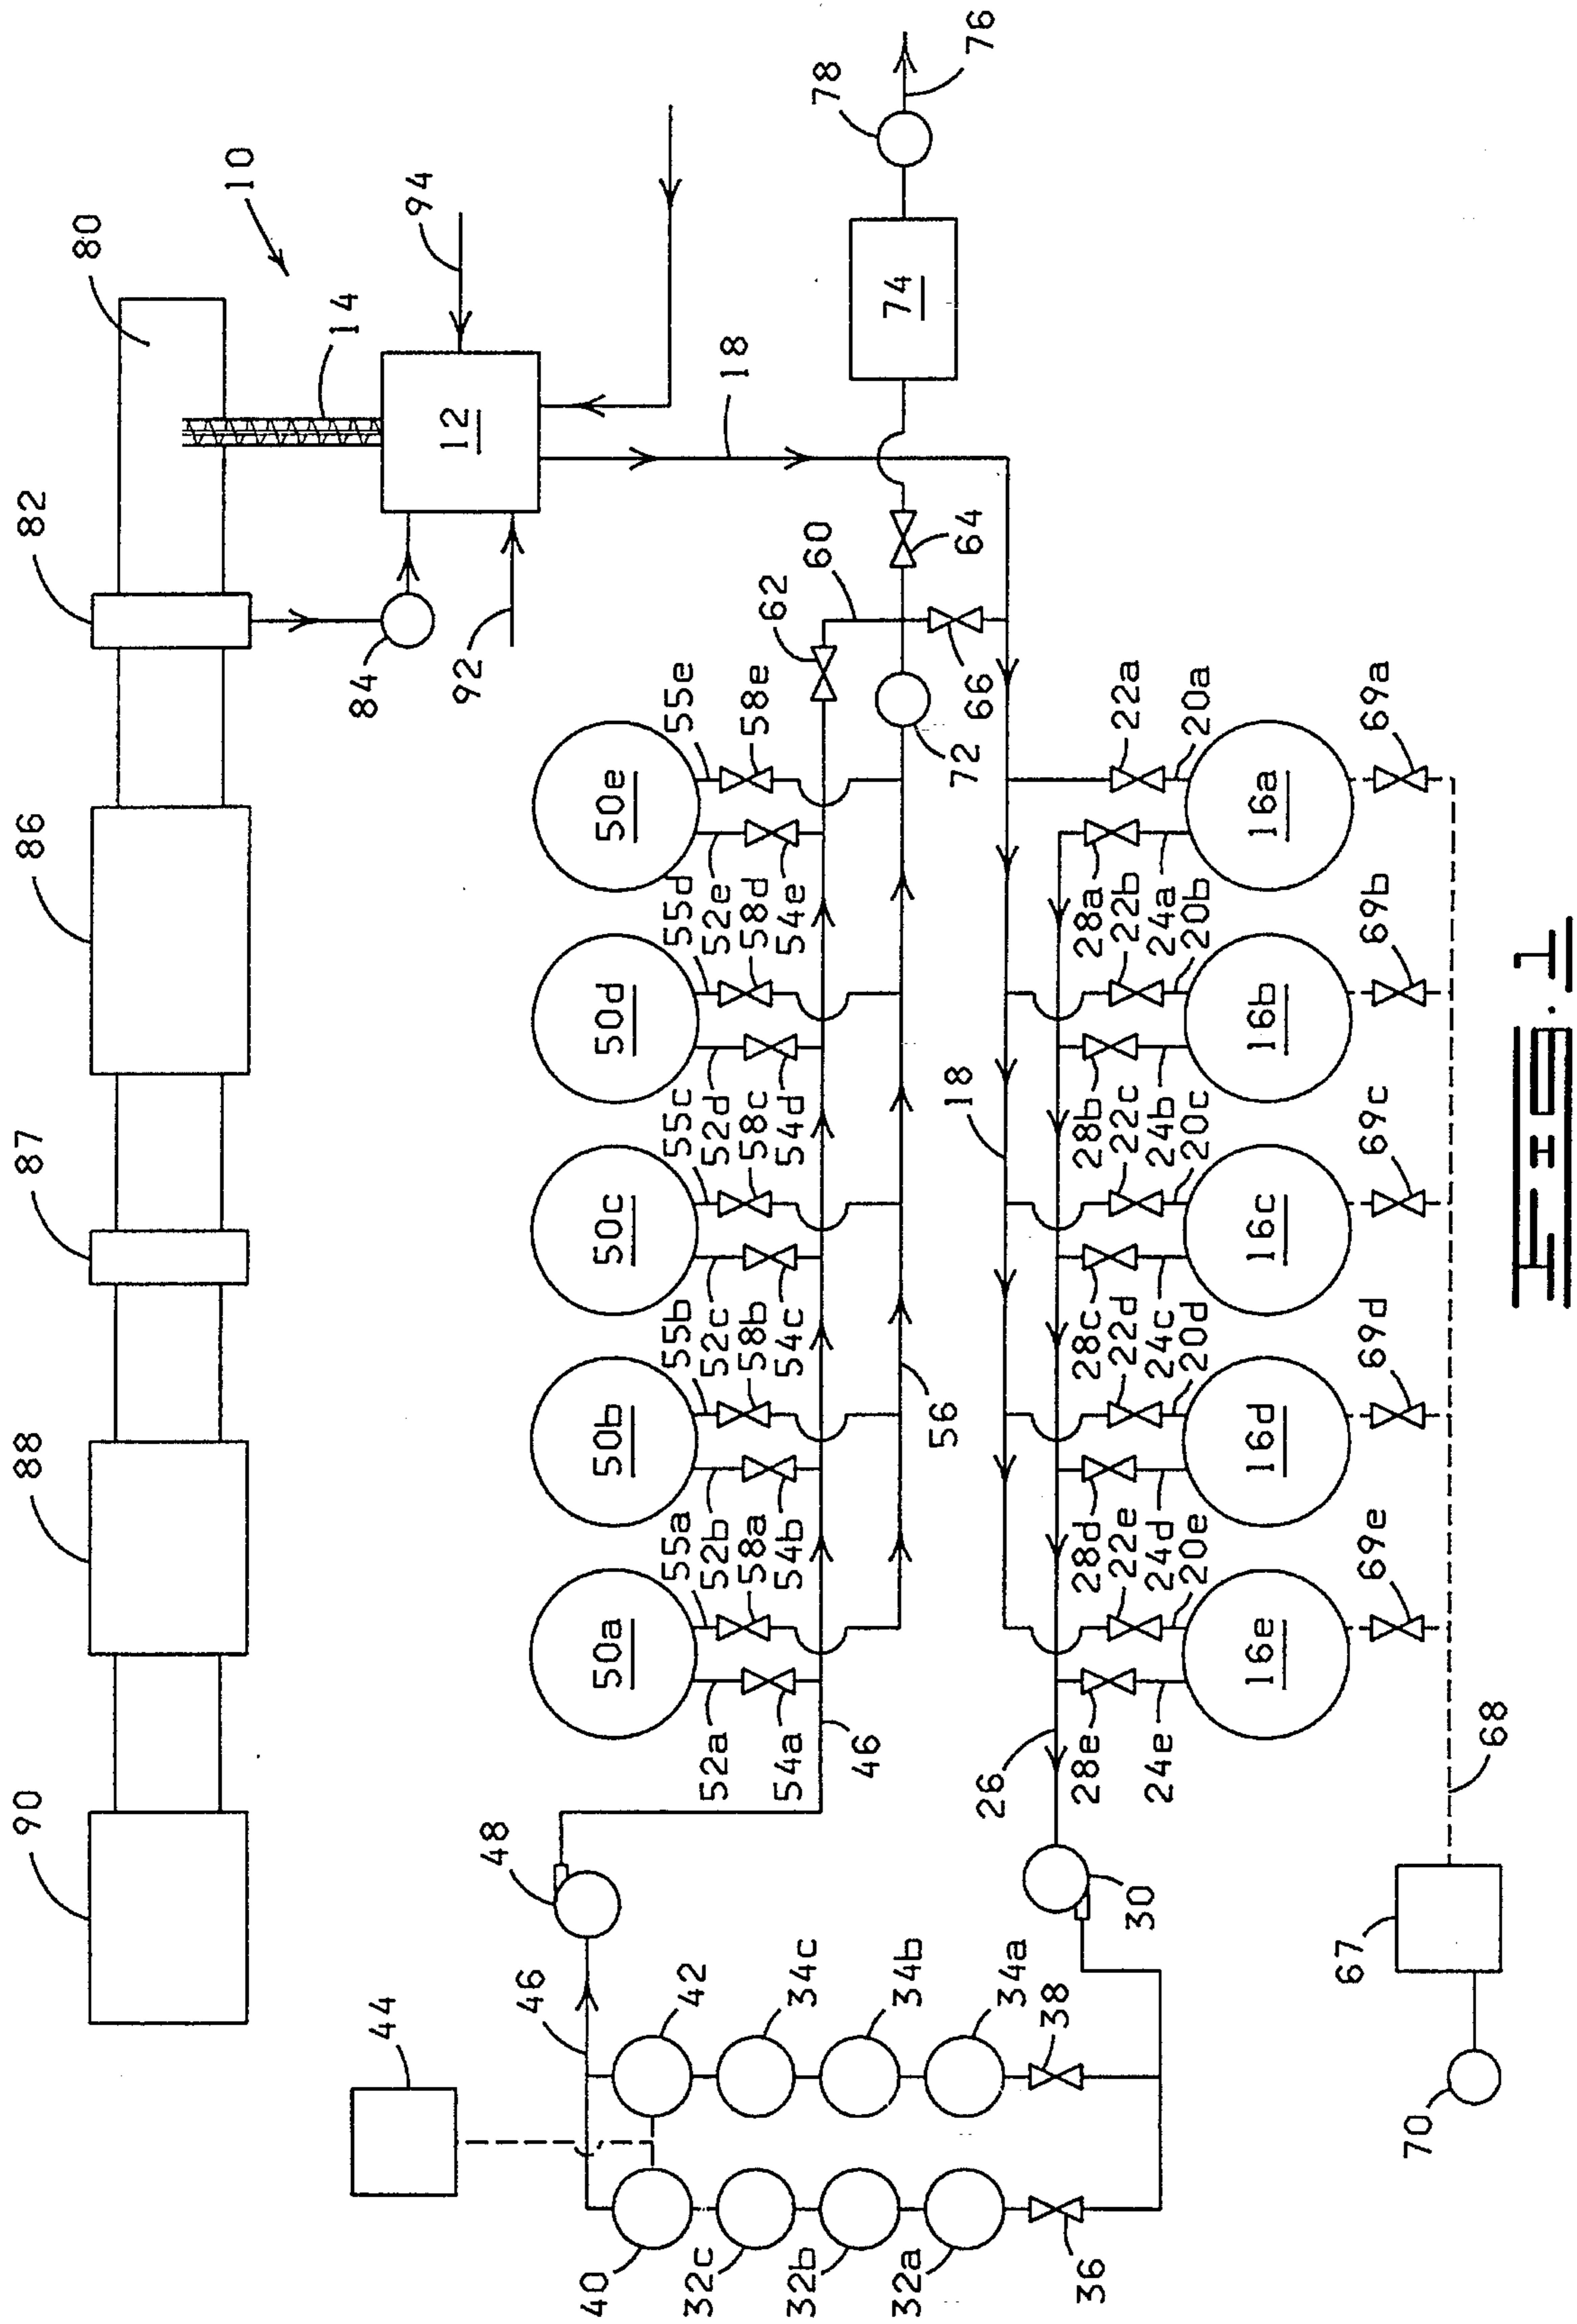 90
88
87
86
82
80
10
14
84
92
12
94
18
44
46
48
40
42
32c
34c
32b
34b
32a
34a
36
38
50a
50b
50c
50d
50e
55a
55b
55c
55d
55e
52a
52b
52c
52d
52e
58a
58b
58c
58d
58e
54a
54b
54c
54d
54e
62
60
46
56
72
66
64
74
78
76
26
18
30
28e
28d
28c
28b
28a
22e
22d
22c
22b
22a
24e
24d
24c
24b
24a
20e
20d
20c
20b
20a
16e
16d
16c
16b
16a
69e
69d
69c
69b
69a
67
68
70
FIG. 1